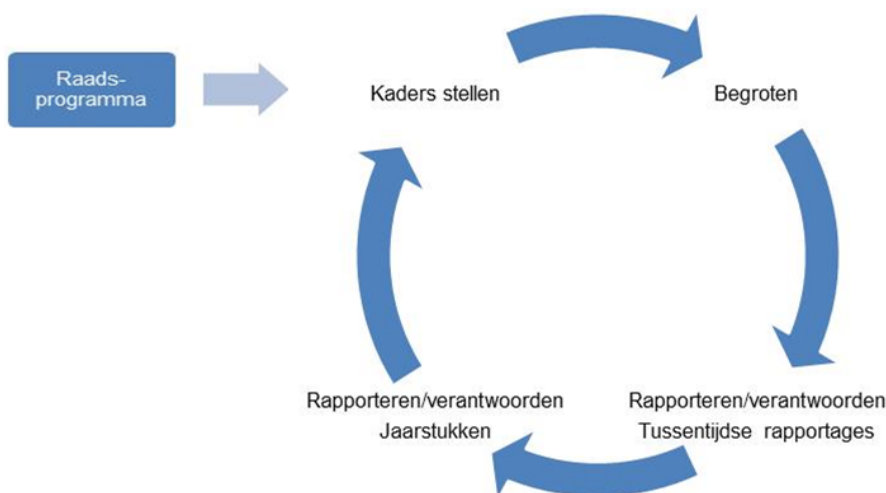 Raads-
programma
Kaders stellen
Begroten
Rapporteren/verantwoorden
Jaarstukken
Rapporteren/verantwoorden
Tussentijdse rapportages